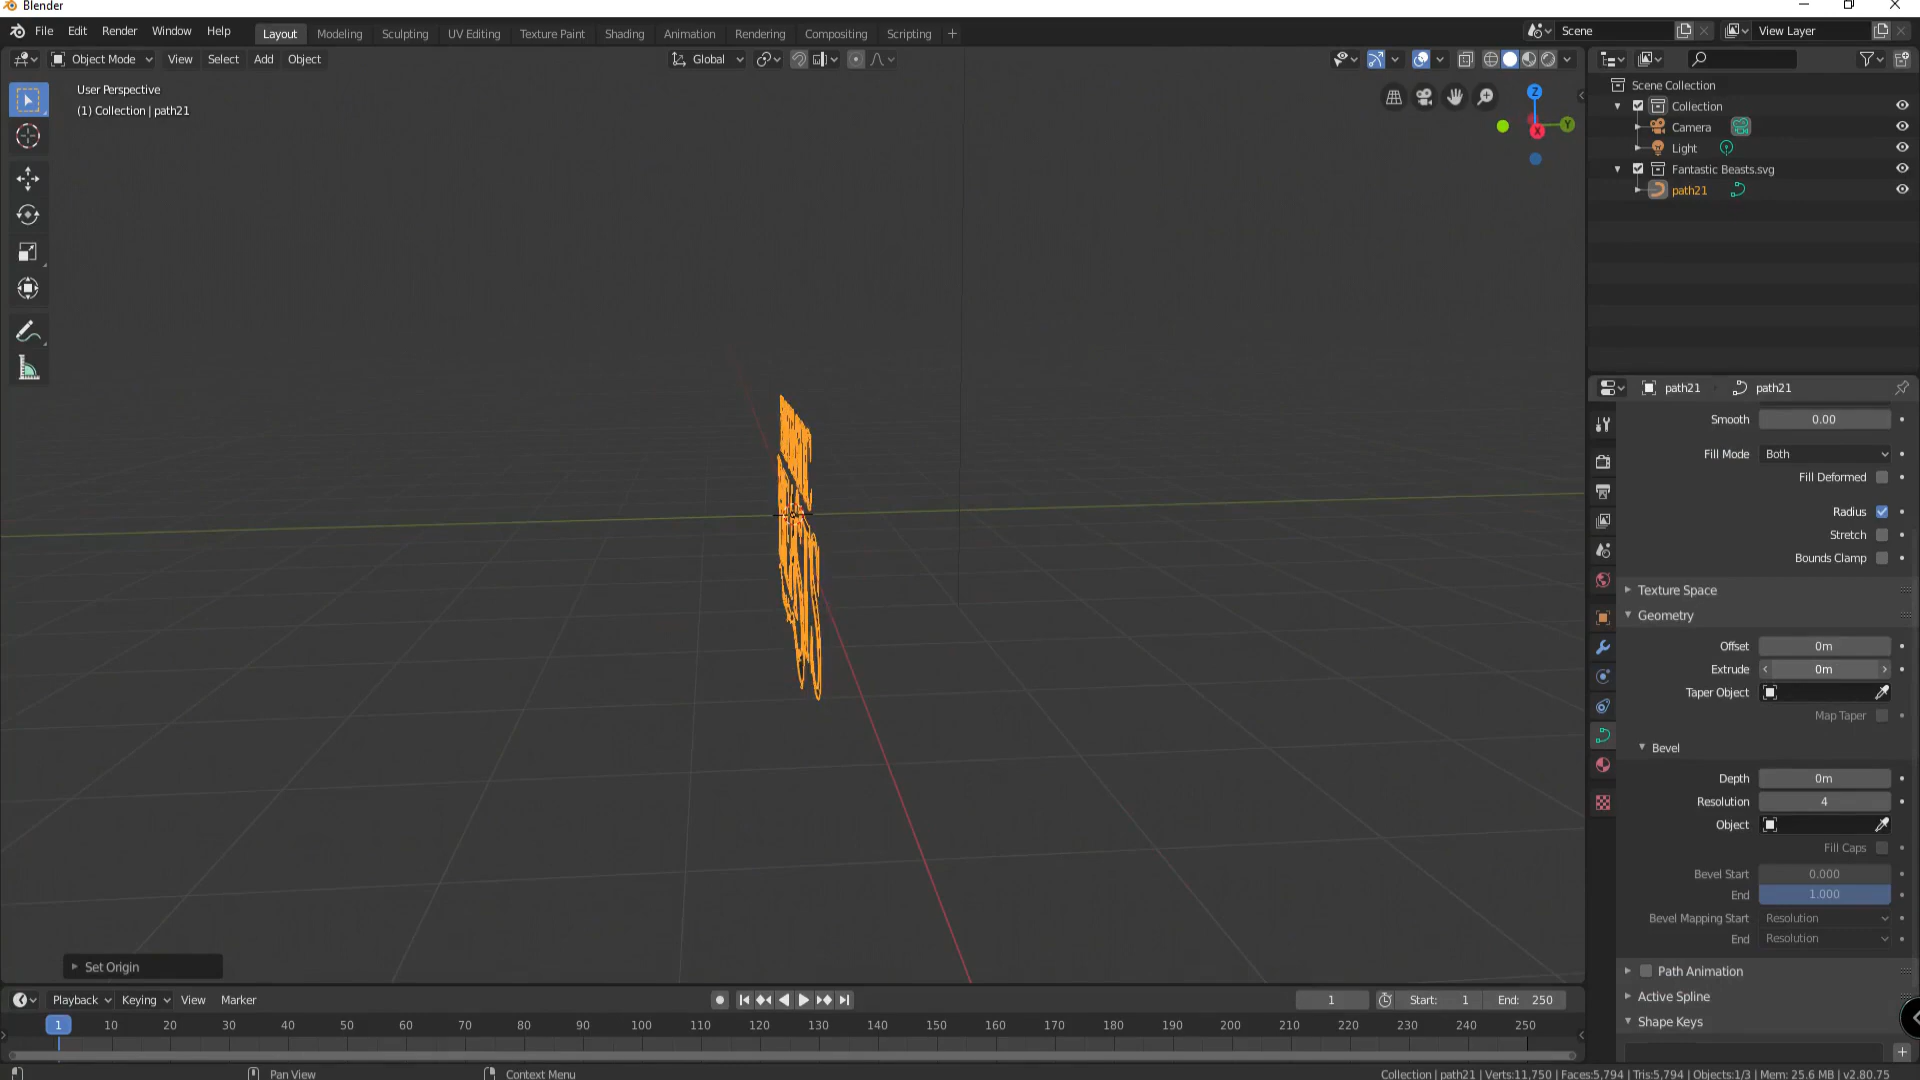 Blender
File Edit Render Window Help
Layout Modeling Sculpting UV Editing Texture Paint Shading Animation Rendering Compositing Scripting +
Scene
View Layer
Object Mode View Select Add Object
Global
User Perspective
(1) Collection | path21
Z
Y
X
Scene Collection
Collection
Camera
Light
Fantastic Beasts.svg
path21
path21 path21
Smooth 0.00
Fill Mode Both
Fill Deformed
Radius
Stretch
Bounds Clamp
Texture Space
Geometry
Offset 0m
Extrude 0m
Taper Object
Map Taper
Bevel
Depth 0m
Resolution 4
Object
Fill Caps
Bevel Start 0.000
End 1.000
Bevel Mapping Start Resolution
End Resolution
Path Animation
Active Spline
Shape Keys
Set Origin
Playback Keying View Marker
1
Start: 1
End: 250
1 10 20 30 40 50 60 70 80 90 100 110 120 130 140 150 160 170 180 190 200 210 220 230 240 250
Pan View
Context Menu
Collection | path21 | Verts:11,750 | Faces:5,794 | Tris:5,794 | Objects:1/3 | Mem: 25.6 MB | v2.80.75